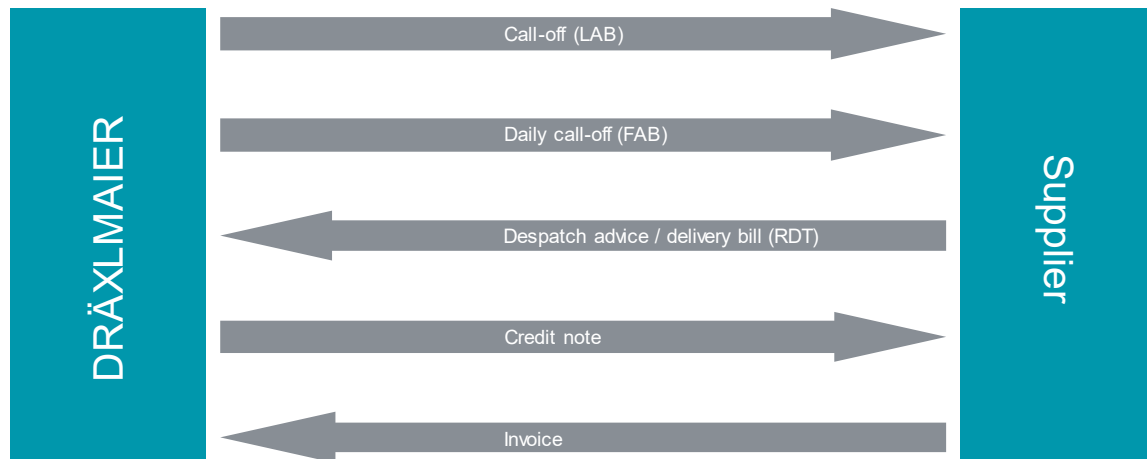 DRÄXLMAIER
Call-off (LAB)
Daily call-off (FAB)
Despatch advice / delivery bill (RDT)
Credit note
Invoice
Supplier